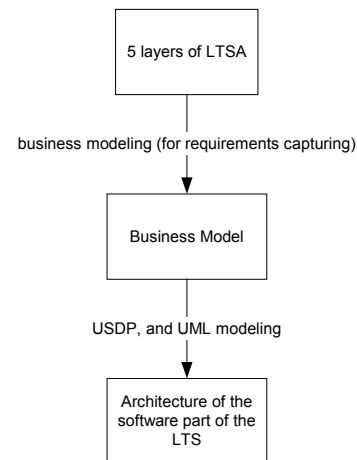 5 layers of LTSA
business modeling (for requirements capturing)
Business Model
USDP, and UML modeling
Architecture of the
software part of the
LTS